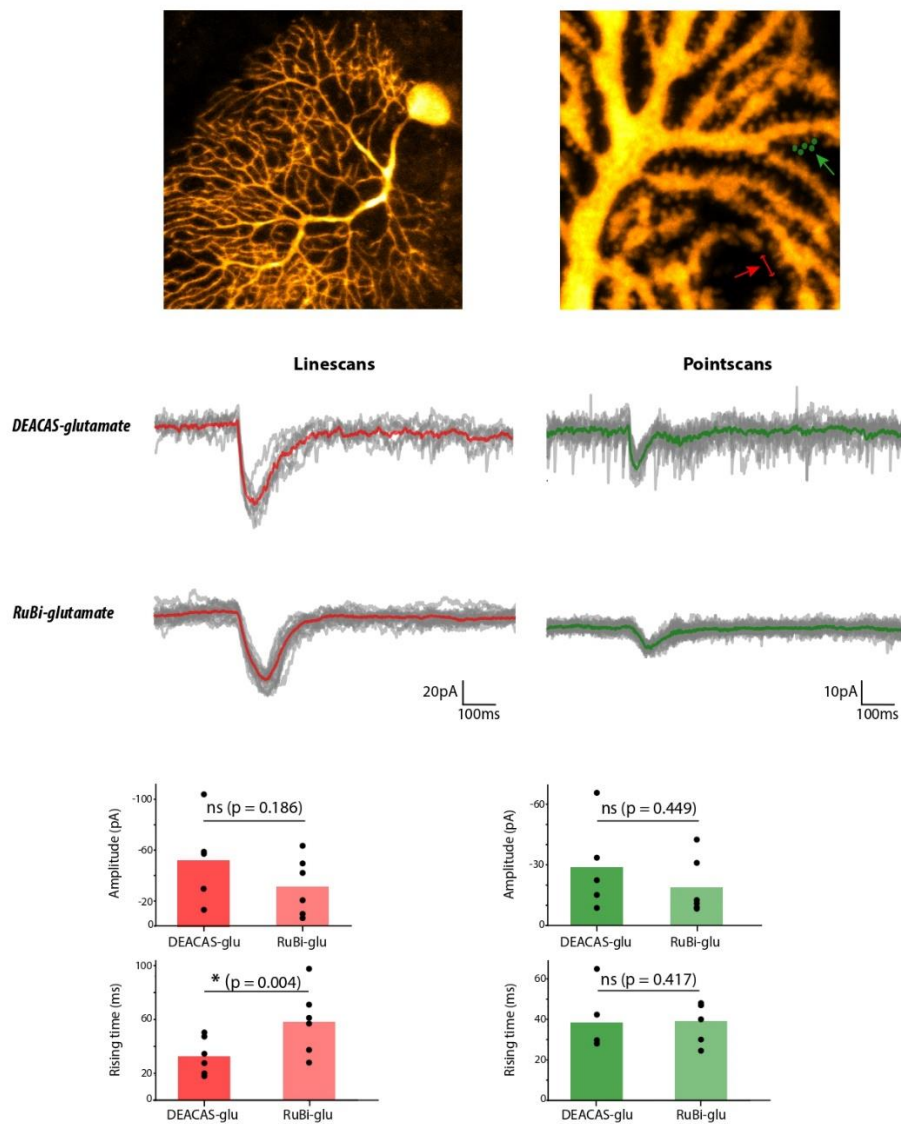 Linescans
Pointscans
DEACAS-glutamate
RuBi-glutamate
20pA
100ms
10pA
100ms
Amplitude (pA)
-100
-60
-20
0
ns (p = 0.186)
DEACAS-glu
RuBi-glu
Amplitude (pA)
-60
-30
0
ns (p = 0.449)
DEACAS-glu
RuBi-glu
Rising time (ms)
100
60
20
0
* (p = 0.004)
DEACAS-glu
RuBi-glu
Rising time (ms)
60
40
20
0
ns (p = 0.417)
DEACAS-glu
RuBi-glu